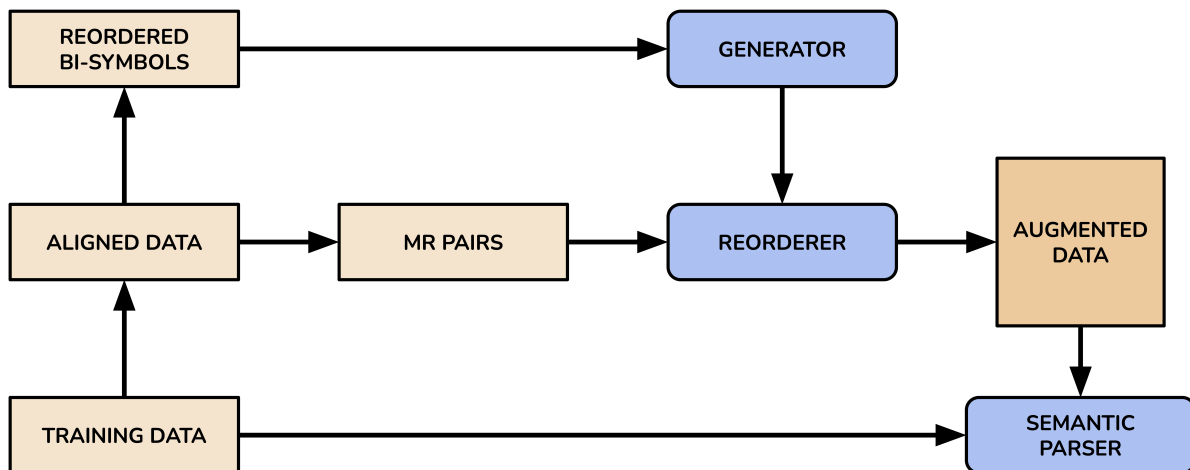 REORDERED
BI-SYMBOLS
GENERATOR
ALIGNED DATA
MR PAIRS
REORDERER
AUGMENTED
DATA
TRAINING DATA
SEMANTIC
PARSER